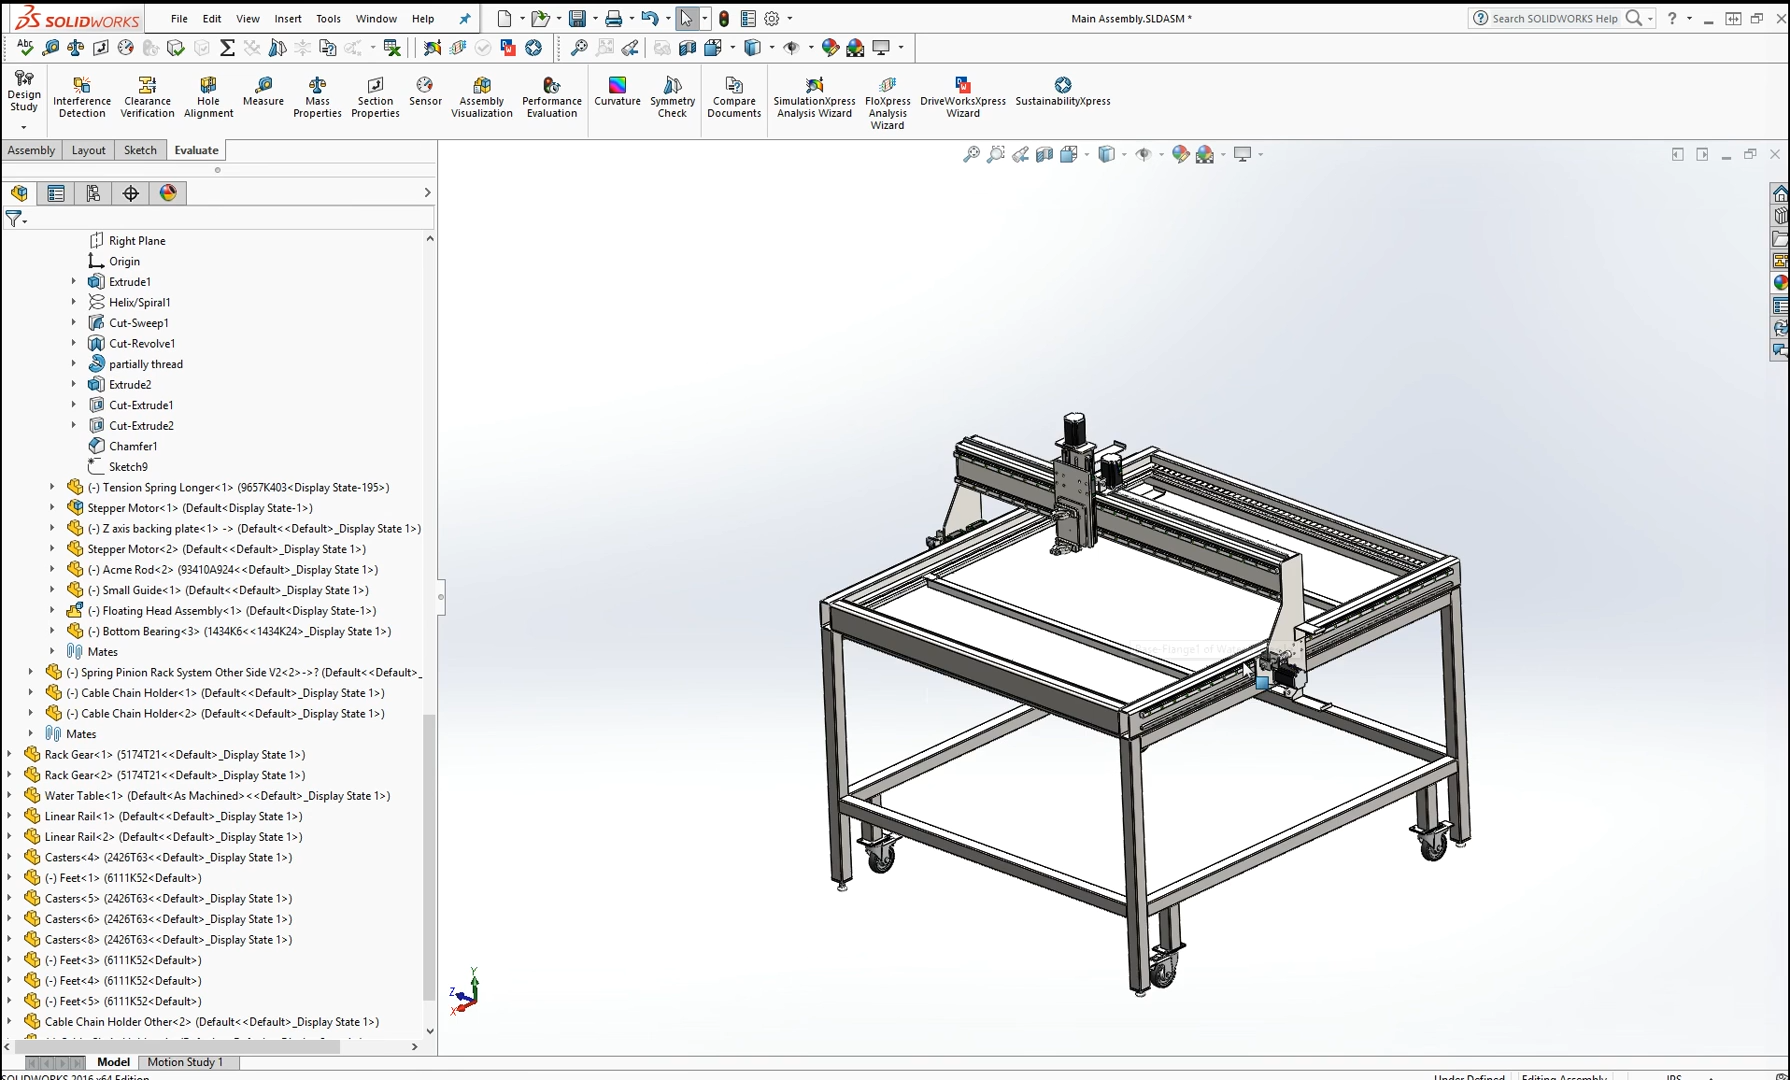 SOLIDWORKS File Edit View Insert Tools Window Help Main Assembly.SLDASM * Search SOLIDWORKS Help ?
Abc
Design Study
Interference Detection
Clearance Verification
Hole Alignment
Measure
Mass Properties
Section Properties
Sensor
Assembly Visualization
Performance Evaluation
Curvature
Symmetry Check
Compare Documents
SimulationXpress Analysis Wizard
FloXpress Analysis Wizard
DriveWorksXpress Wizard
SustainabilityXpress
Assembly Layout Sketch Evaluate
Right Plane
Origin
Extrude1
Helix/Spiral1
Cut-Sweep1
Cut-Revolve1
partially thread
Extrude2
Cut-Extrude1
Cut-Extrude2
Chamfer1
Sketch9
(-) Tension Spring Longer<1> (9657K403<Display State-195>)
Stepper Motor<1> (Default<Display State-1>)
(-) Z axis backing plate<1> -> (Default<<Default>_Display State 1>)
Stepper Motor<2> (Default<<Default>_Display State 1>)
(-) Acme Rod<2> (93410A924<<Default>_Display State 1>)
(-) Small Guide<1> (Default<<Default>_Display State 1>)
(-) Floating Head Assembly<1> (Default<Display State-1>)
(-) Bottom Bearing<3> (1434K6<<1434K24>_Display State 1>)
Mates
(-) Spring Pinion Rack System Other Side V2<2>->? (Default<<Default>_
(-) Cable Chain Holder<1> (Default<<Default>_Display State 1>)
(-) Cable Chain Holder<2> (Default<<Default>_Display State 1>)
Mates
Rack Gear<1> (5174T21<<Default>_Display State 1>)
Rack Gear<2> (5174T21<<Default>_Display State 1>)
Water Table<1> (Default<As Machined><<Default>_Display State 1>)
Linear Rail<1> (Default<<Default>_Display State 1>)
Linear Rail<2> (Default<<Default>_Display State 1>)
Casters<4> (2426T63<<Default>_Display State 1>)
(-) Feet<1> (6111K52<Default>)
Casters<5> (2426T63<<Default>_Display State 1>)
Casters<6> (2426T63<<Default>_Display State 1>)
Casters<8> (2426T63<<Default>_Display State 1>)
(-) Feet<3> (6111K52<Default>)
(-) Feet<4> (6111K52<Default>)
(-) Feet<5> (6111K52<Default>)
Cable Chain Holder Other<2> (Default<<Default>_Display State 1>)
Base-Flange1 of
Y
Z
X
Model Motion Study 1
SOLIDWORKS 2016 x64 Edition Under Defined Editing Assembly IPS